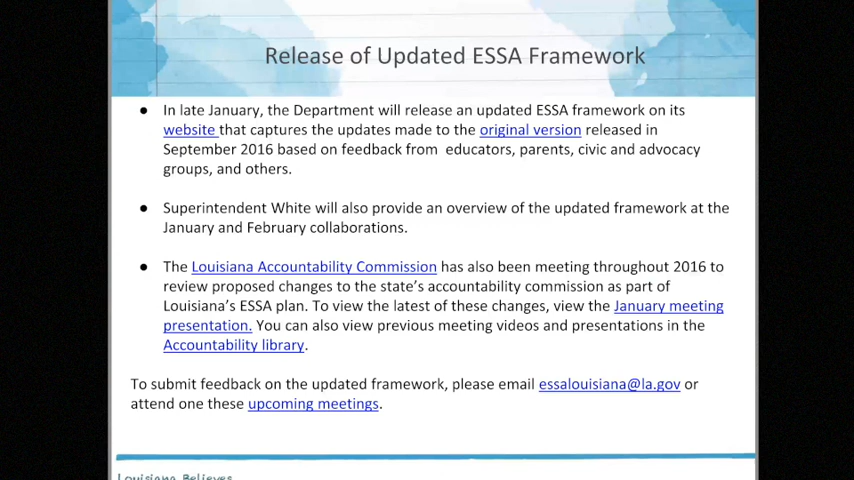 Release of Updated ESSA Framework
● In late January, the Department will release an updated ESSA framework on its
website that captures the updates made to the original version released in
September 2016 based on feedback from educators, parents, civic and advocacy
groups, and others.
● Superintendent White will also provide an overview of the updated framework at the
January and February collaborations.
● The Louisiana Accountability Commission has also been meeting throughout 2016 to
review proposed changes to the state's accountability commission as part of
Louisiana's ESSA plan. To view the latest of these changes, view the January meeting
presentation. You can also view previous meeting videos and presentations in the
Accountability library.
To submit feedback on the updated framework, please email essalouisiana@la.gov or
attend one these upcoming meetings.
Louisiana Believes